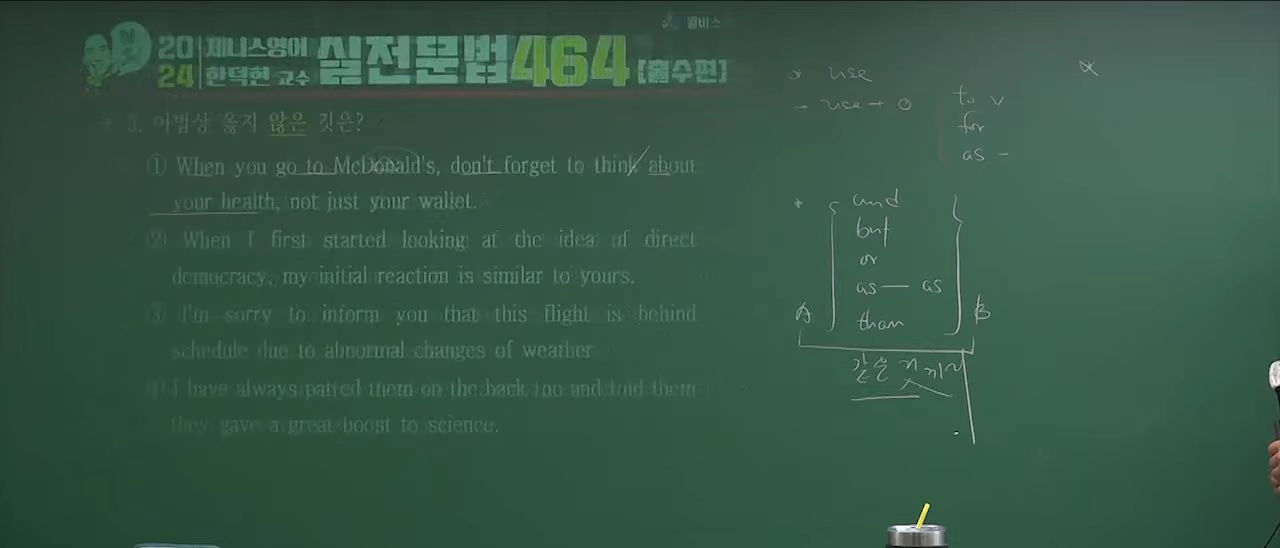 윌비스
2024 제니스영어 한덕현 교수 실전문법464 [흡수편]
3. 어법상 옳지 않은 것은?
① When you go to McDonald's, don't forget to think about
your health, not just your wallet.
② When I first started looking at the idea of direct
democracy, my initial reaction is similar to yours.
③ I'm sorry to inform you that this flight is behind
schedule due to abnormal changes of weather
④ I have always patted them on the back too and told them
they gave a great boost to science.
* use
- use + O to v
for
as -
* and
but
or
as — as
A than B
같은